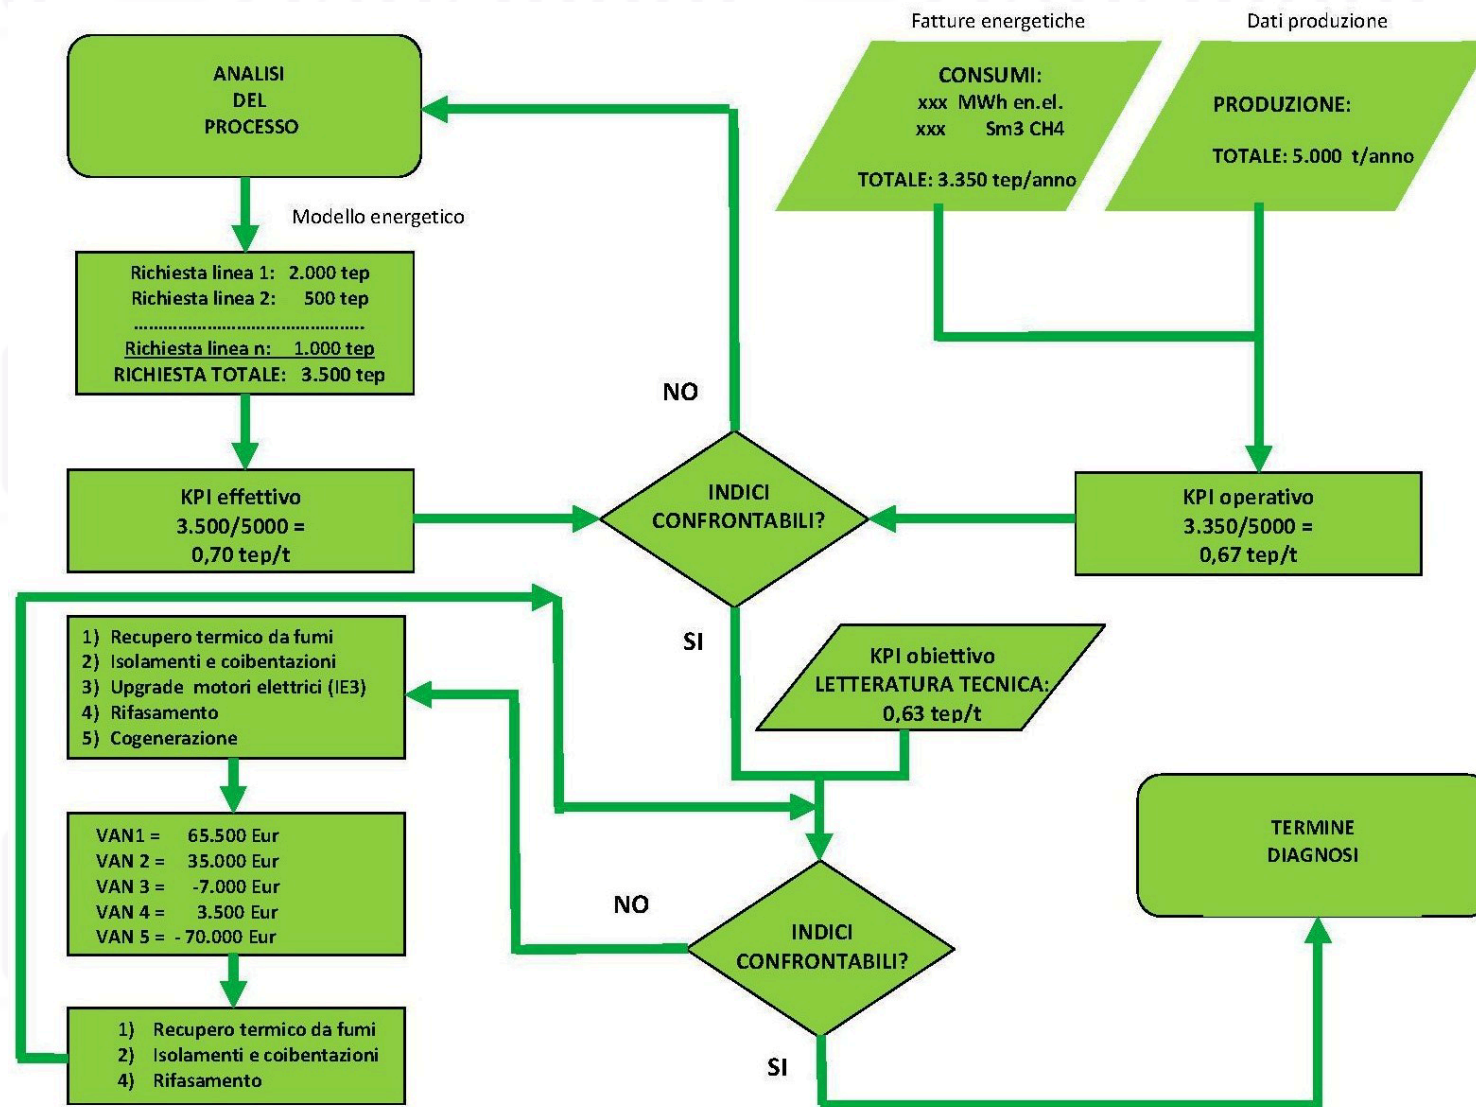 Fatture energetiche
Dati produzione
ANALISI
DEL
PROCESSO
CONSUMI:
xxx MWh en.el.
xxx Sm3 CH4
TOTALE: 3.350 tep/anno
PRODUZIONE:
TOTALE: 5.000 t/anno
Modello energetico
Richiesta linea 1: 2.000 tep
Richiesta linea 2: 500 tep
...............................................
Richiesta linea n: 1.000 tep
RICHIESTA TOTALE: 3.500 tep
NO
KPI effettivo
3.500/5000 =
0,70 tep/t
INDICI
CONFRONTABILI?
KPI operativo
3.350/5000 =
0,67 tep/t
SI
1) Recupero termico da fumi
2) Isolamenti e coibentazioni
3) Upgrade motori elettrici (IE3)
4) Rifasamento
5) Cogenerazione
KPI obiettivo
LETTERATURA TECNICA:
0,63 tep/t
VAN1 = 65.500 Eur
VAN 2 = 35.000 Eur
VAN 3 = -7.000 Eur
VAN 4 = 3.500 Eur
VAN 5 = - 70.000 Eur
NO
INDICI
CONFRONTABILI?
TERMINE
DIAGNOSI
1) Recupero termico da fumi
2) Isolamenti e coibentazioni
4) Rifasamento
SI